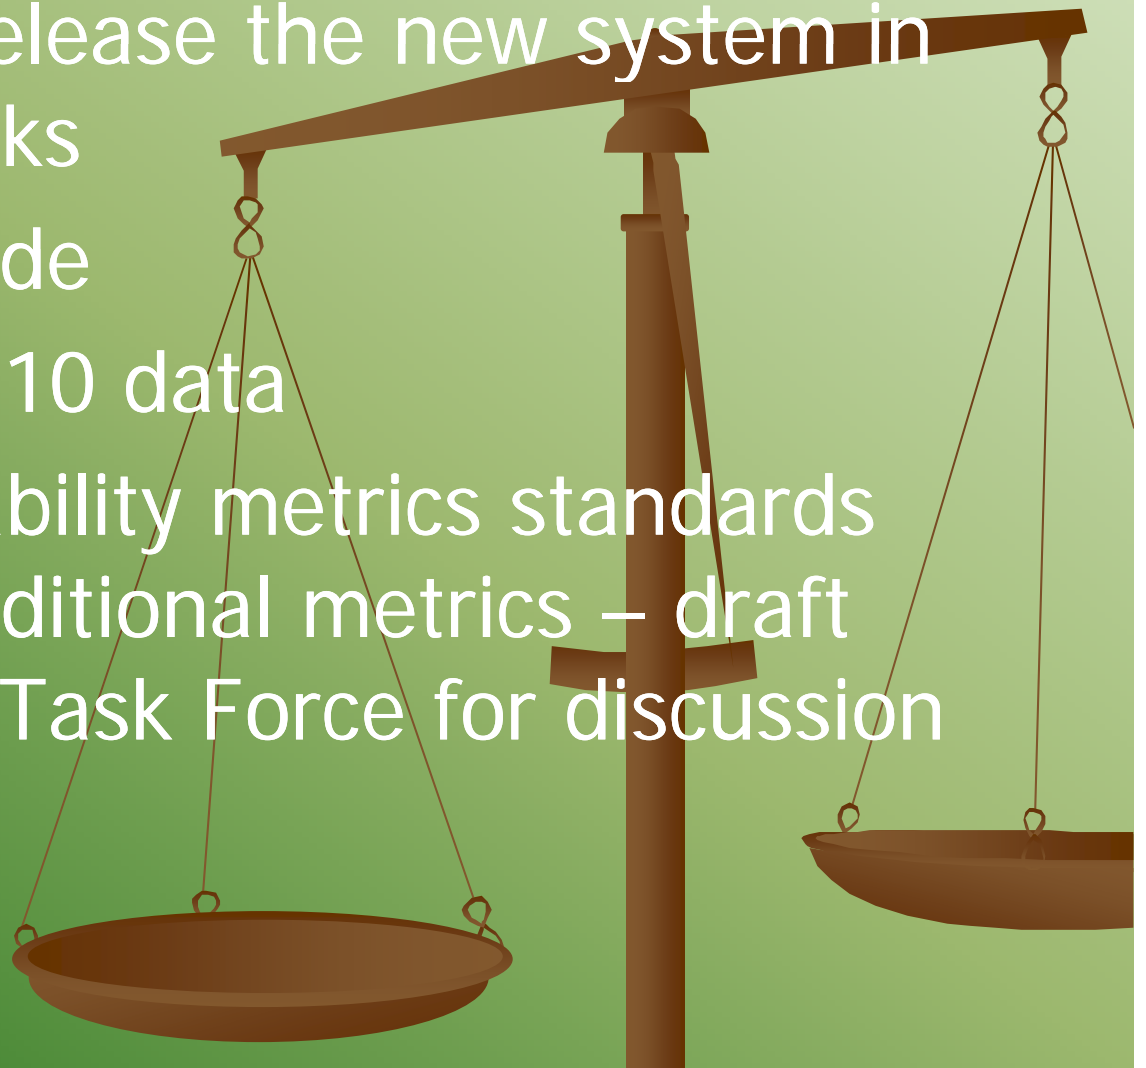 elease the new system in
ks
de
10 data
bility metrics standards
ditional metrics – draft
Task Force for discussion